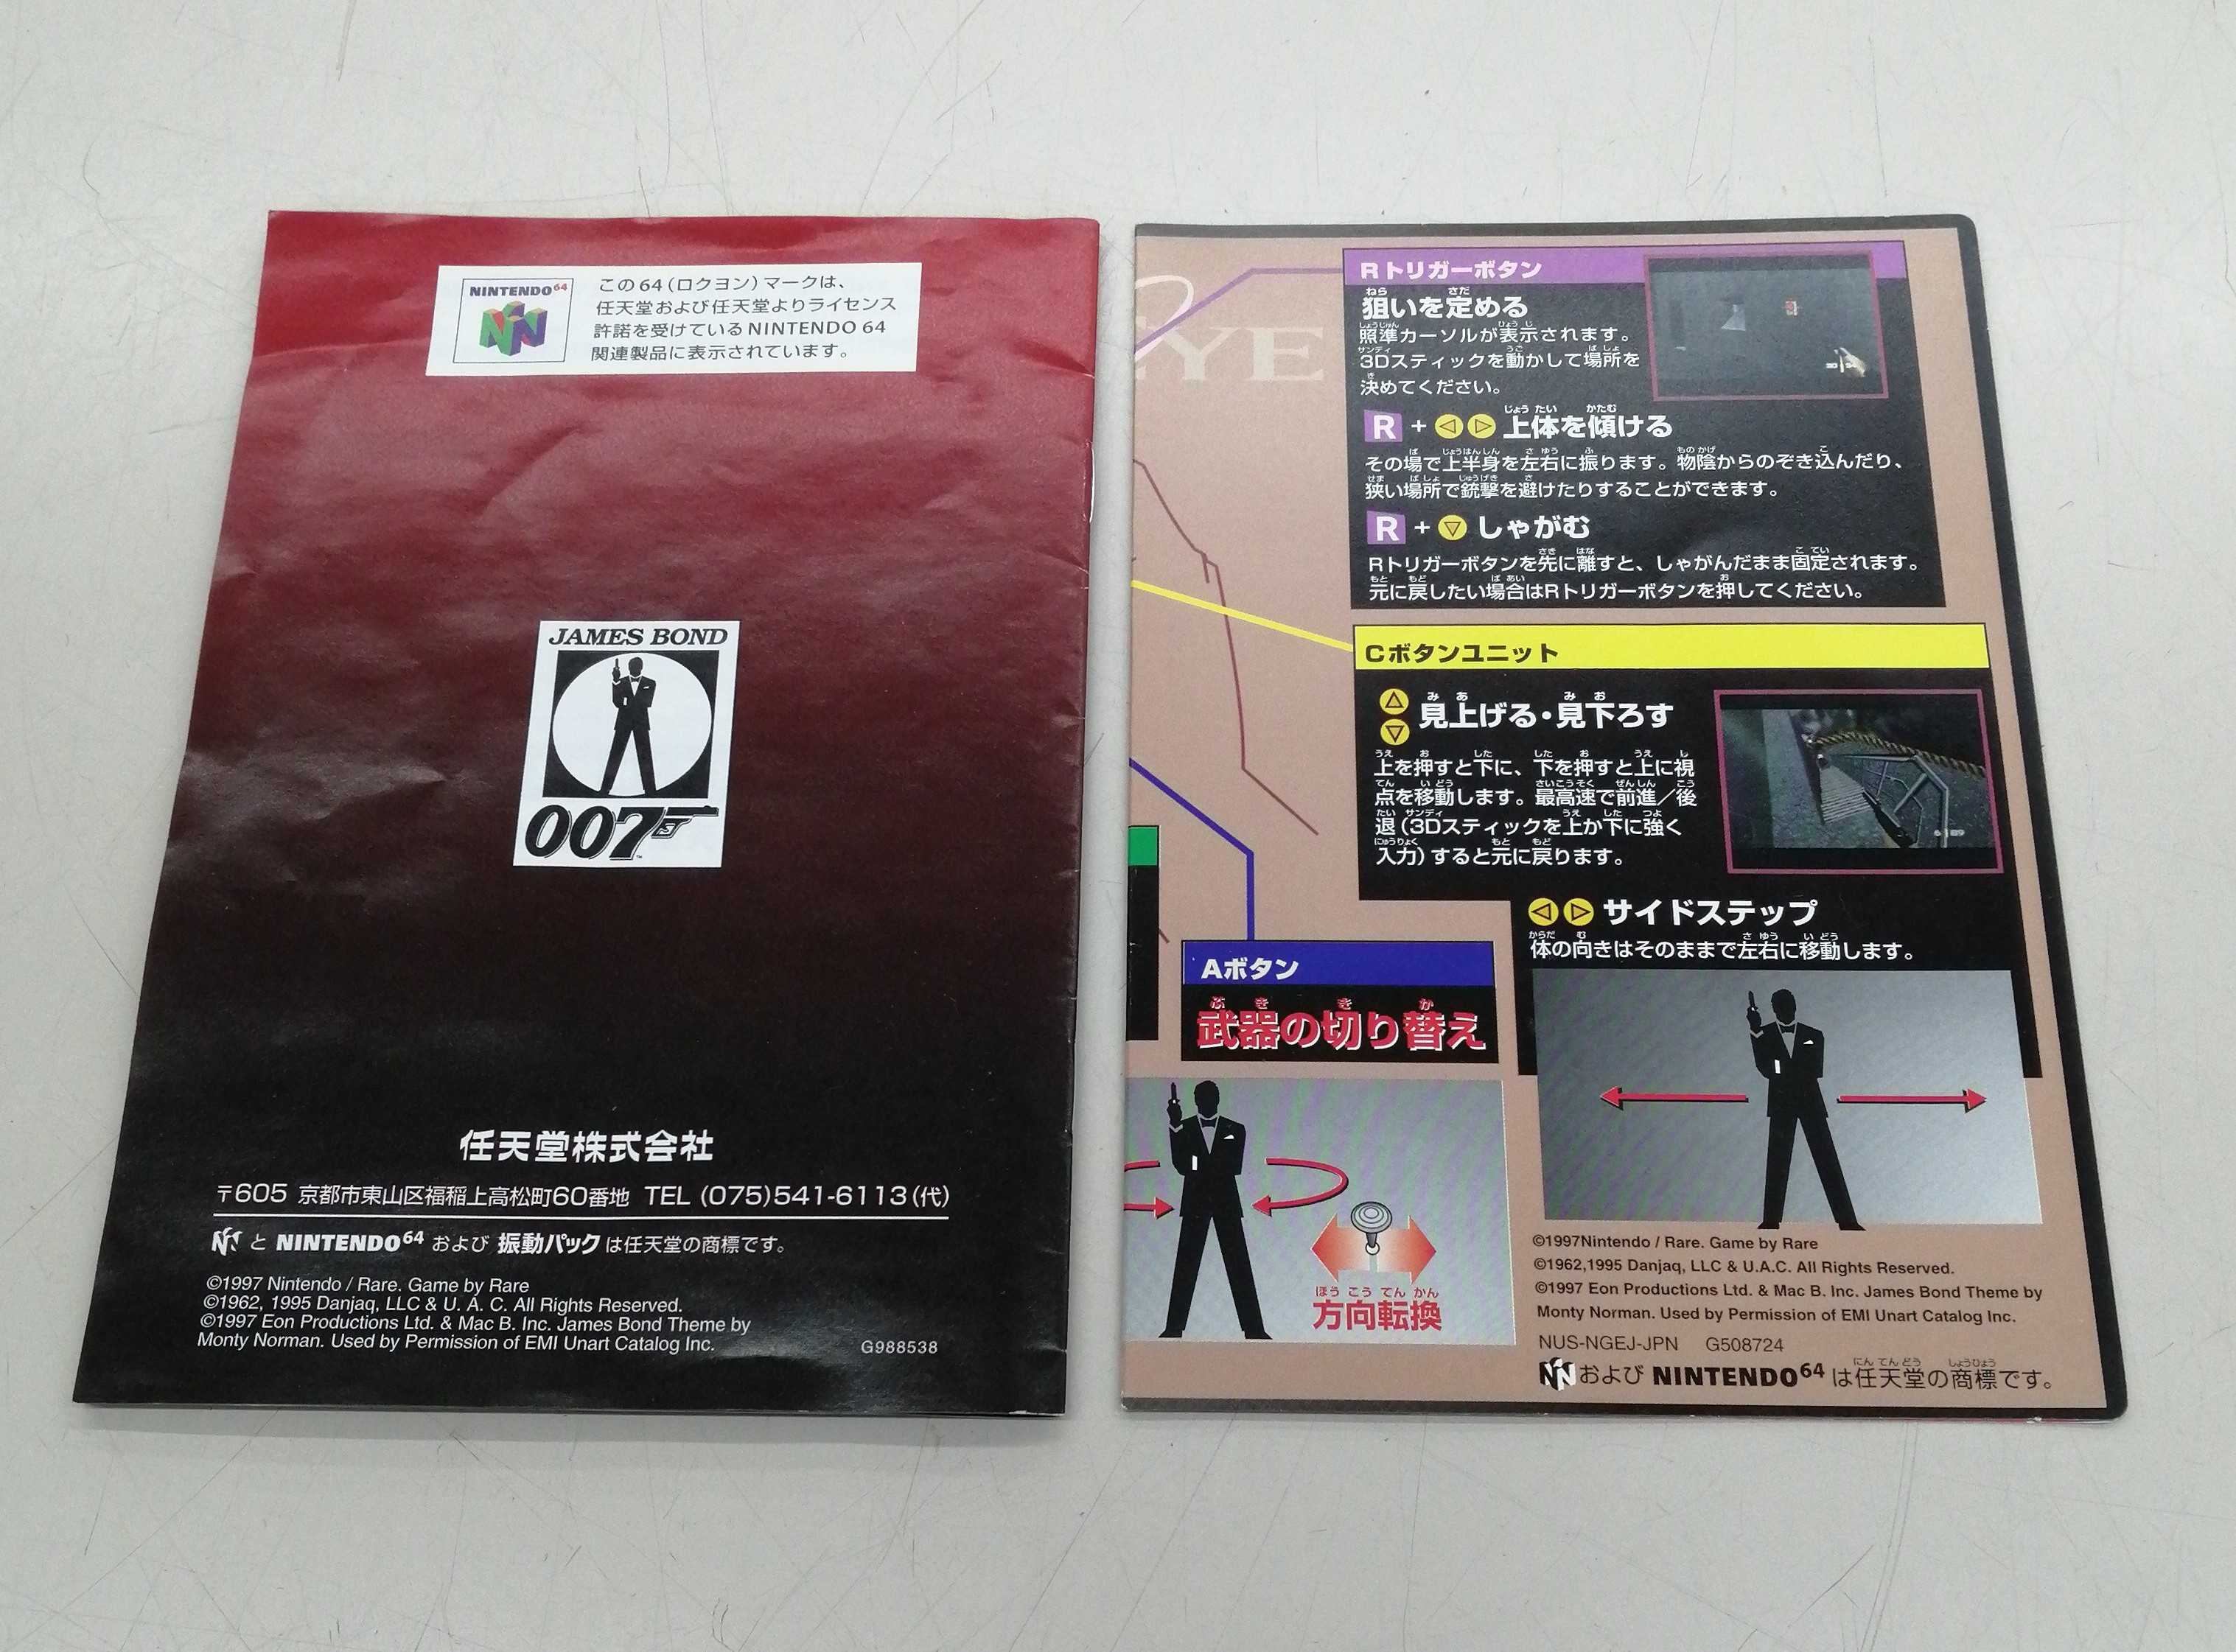 NINTENDO64
この64(ロクヨン)マークは、
任天堂および任天堂よりライセンス
許諾を受けているNINTENDO 64
関連製品に表示されています。
JAMES BOND
007
任天堂株式会社
〒605 京都市東山区福稲上高松町60番地 TEL (075)541-6113(代)
と NINTENDO64 および 振動パック は任天堂の商標です。
©1997 Nintendo / Rare. Game by Rare
©1962, 1995 Danjaq, LLC & U. A. C. All Rights Reserved.
©1997 Eon Productions Ltd. & Mac B. Inc. James Bond Theme by
Monty Norman. Used by Permission of EMI Unart Catalog Inc.
G988538
YE
Rトリガーボタン
狙いを定める
照準カーソルが表示されます。
3Dスティックを動かして場所を
決めてください。
R + ◁ ▷ 上体を傾ける
その場で上半身を左右に振ります。物陰からのぞき込んだり、
狭い場所で銃撃を避けたりすることができます。
R + ▽ しゃがむ
Rトリガーボタンを先に離すと、しゃがんだまま固定されます。
元に戻したい場合はRトリガーボタンを押してください。
Cボタンユニット
△▽ 見上げる・見下ろす
上を押すと下に、下を押すと上に視
点を移動します。最高速で前進/後
退(3Dスティックを上か下に強く
入力)すると元に戻ります。
◁ ▷ サイドステップ
体の向きはそのままで左右に移動します。
Aボタン
武器の切り替え
方向転換
©1997Nintendo / Rare. Game by Rare
©1962,1995 Danjaq, LLC & U.A.C. All Rights Reserved.
©1997 Eon Productions Ltd. & Mac B. Inc. James Bond Theme by
Monty Norman. Used by Permission of EMI Unart Catalog Inc.
NUS-NGEJ-JPN G508724
および NINTENDO64 は任天堂の商標です。